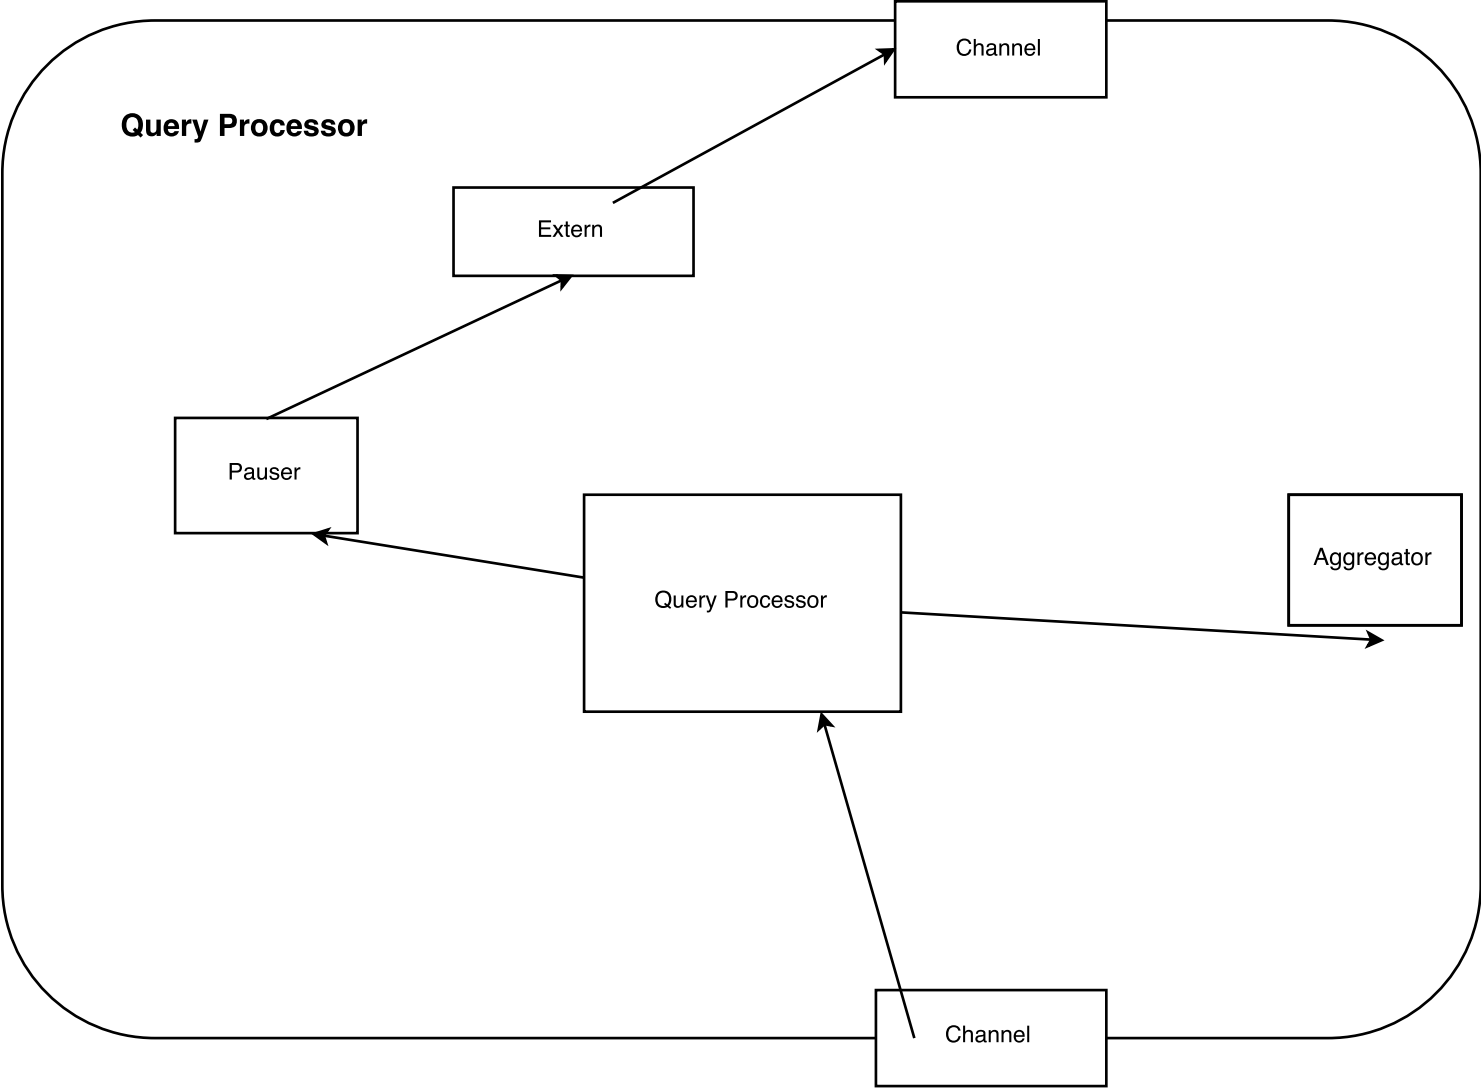 Channel
Query Processor
Extern
Pauser
Aggregator
Query Processor
Channel